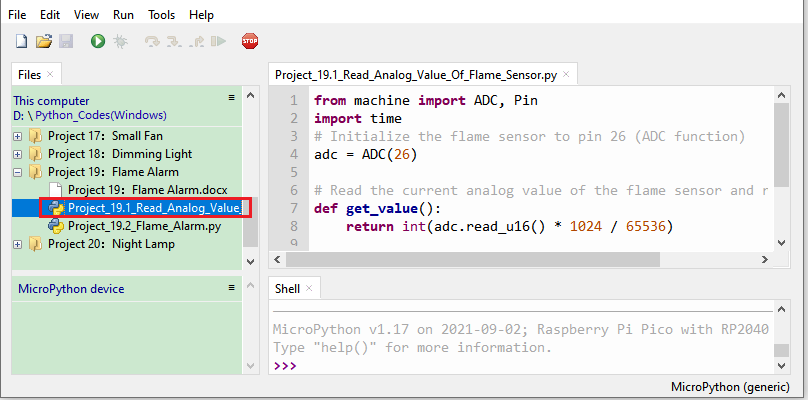 File Edit View Run Tools Help
STOP
Files ×
This computer
D: \ Python_Codes(Windows)
Project 17: Small Fan
Project 18: Dimming Light
Project 19: Flame Alarm
Project 19: Flame Alarm.docx
Project_19.1_Read_Analog_Value_
Project_19.2_Flame_Alarm.py
Project 20: Night Lamp
MicroPython device
Project_19.1_Read_Analog_Value_Of_Flame_Sensor.py ×
1 from machine import ADC, Pin
2 import time
3 # Initialize the flame sensor to pin 26 (ADC function)
4 adc = ADC(26)
5
6 # Read the current analog value of the flame sensor and r
7 def get_value():
8     return int(adc.read_u16() * 1024 / 65536)
9
Shell ×
MicroPython v1.17 on 2021-09-02; Raspberry Pi Pico with RP2040
Type "help()" for more information.
>>>
MicroPython (generic)